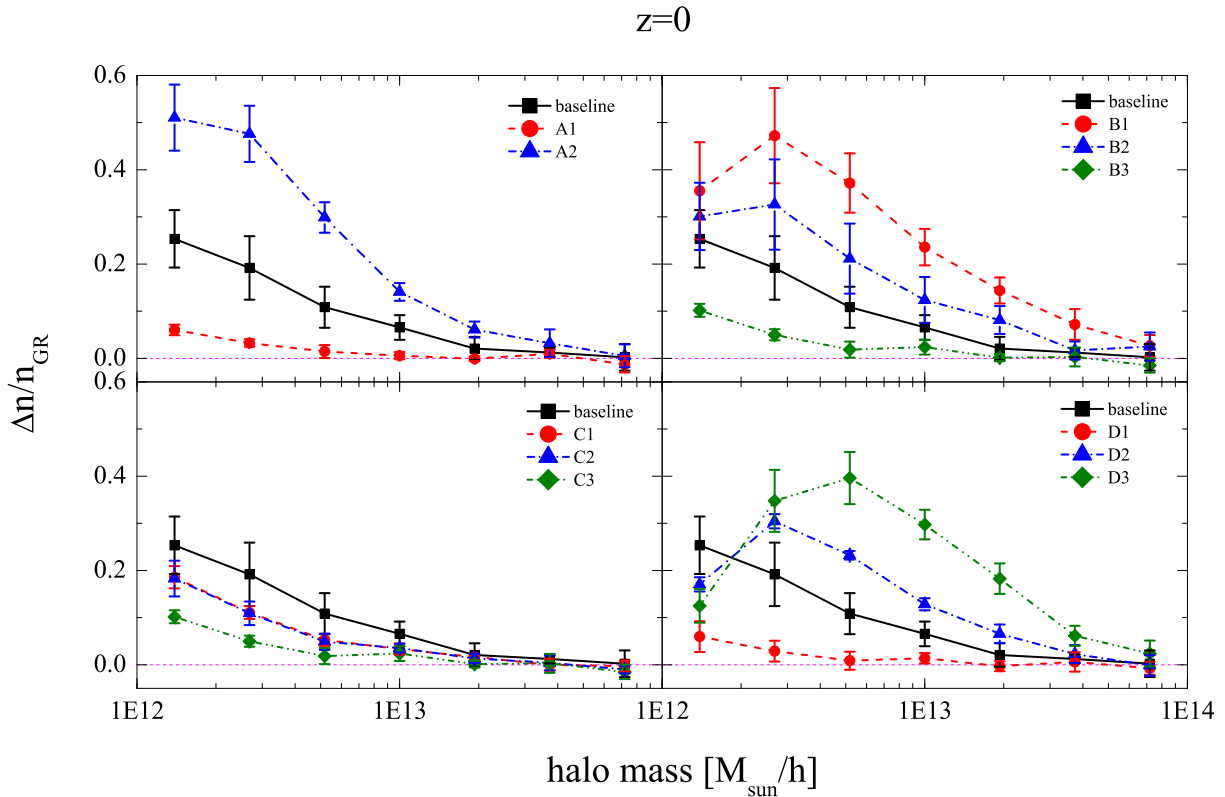 z=0
0.6
0.4
0.2
0.0
baseline
A1
A2
baseline
B1
B2
B3
0.6
0.4
0.2
0.0
baseline
C1
C2
C3
baseline
D1
D2
D3
1E12
1E13
1E12
1E13
1E14
Δn/n_GR
halo mass [M_sun/h]